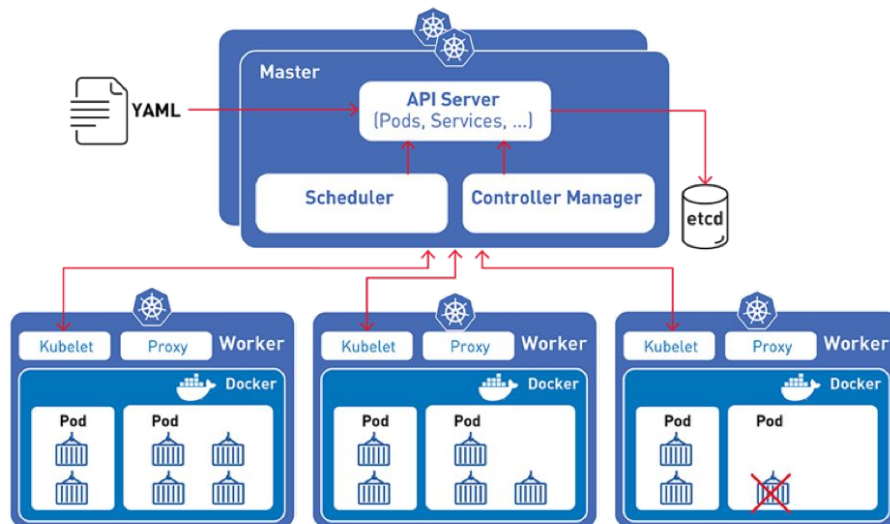 Master
YAML
API Server
(Pods, Services, ...)
Scheduler
Controller Manager
etcd
Kubelet
Proxy
Worker
Docker
Pod
Pod
Kubelet
Proxy
Worker
Docker
Pod
Pod
Kubelet
Proxy
Worker
Docker
Pod
Pod